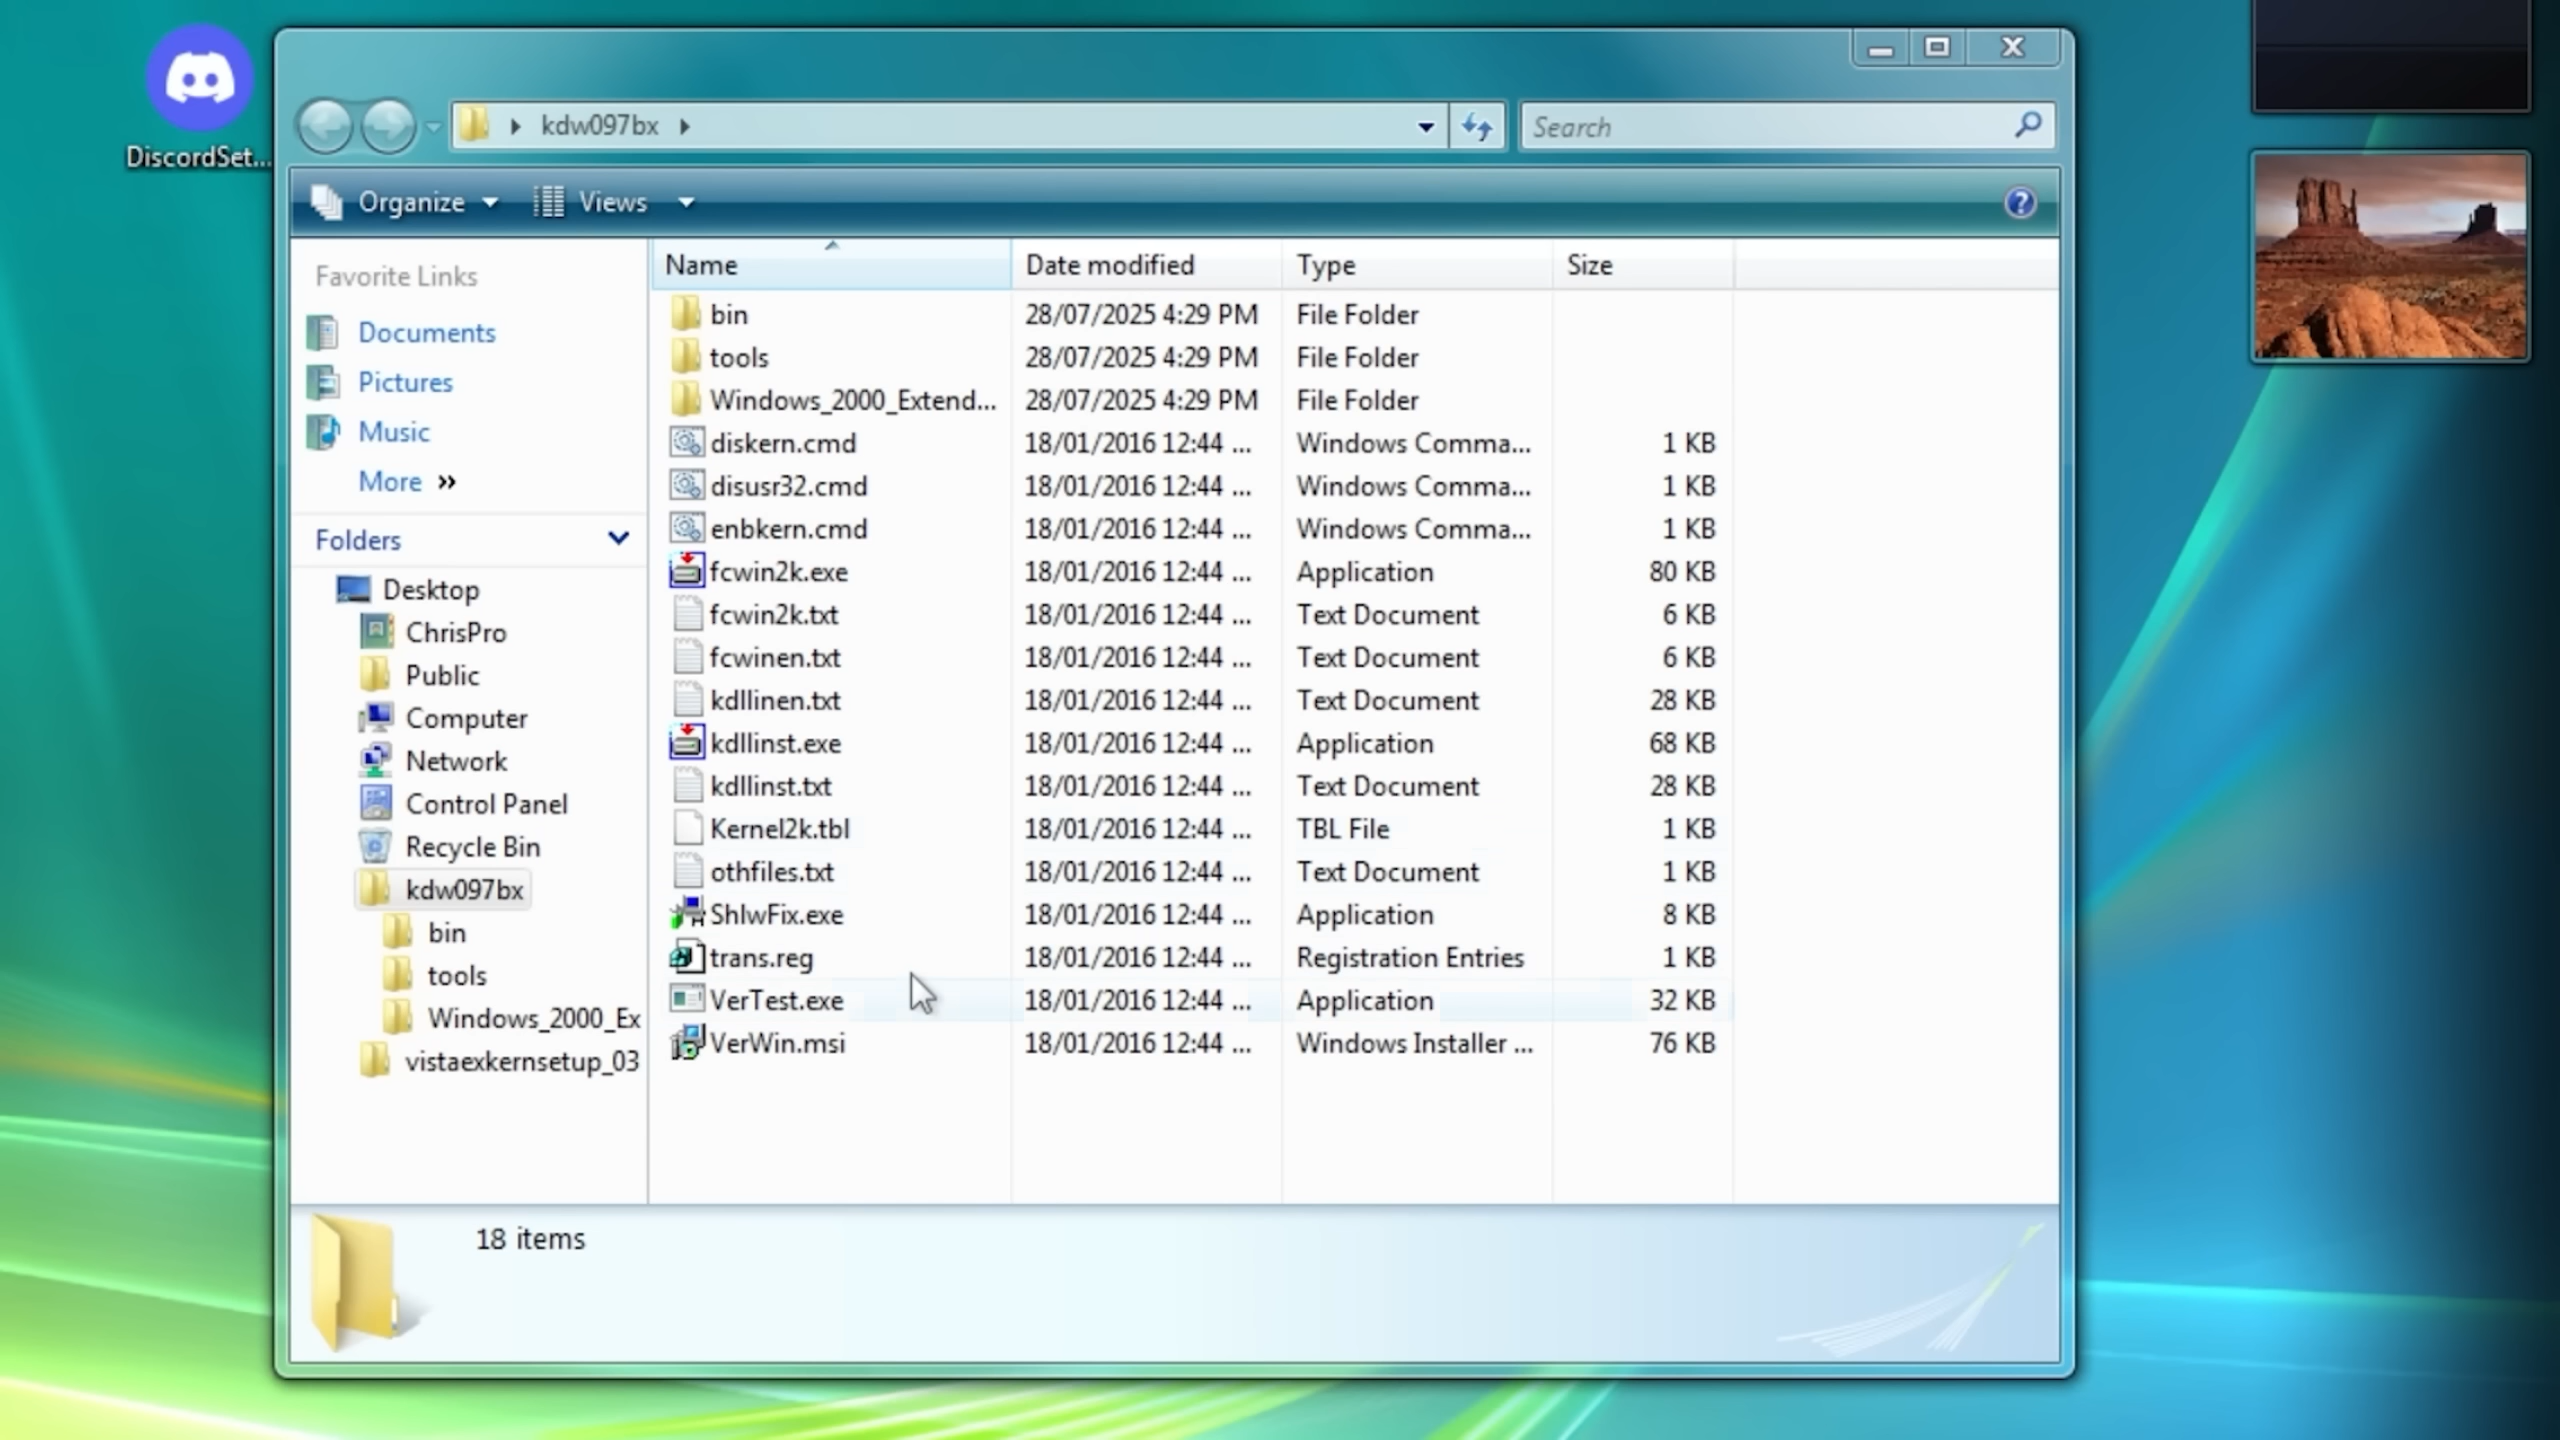 DiscordSet...
kdw097bx
Search
Organize Views
Favorite Links
Documents
Pictures
Music
More »
Folders
Desktop
ChrisPro
Public
Computer
Network
Control Panel
Recycle Bin
kdw097bx
bin
tools
Windows_2000_Ex
vistaexkernsetup_03
Name Date modified Type Size
bin 28/07/2025 4:29 PM File Folder
tools 28/07/2025 4:29 PM File Folder
Windows_2000_Extend... 28/07/2025 4:29 PM File Folder
diskern.cmd 18/01/2016 12:44 ... Windows Comma... 1 KB
disusr32.cmd 18/01/2016 12:44 ... Windows Comma... 1 KB
enbkern.cmd 18/01/2016 12:44 ... Windows Comma... 1 KB
fcwin2k.exe 18/01/2016 12:44 ... Application 80 KB
fcwin2k.txt 18/01/2016 12:44 ... Text Document 6 KB
fcwinen.txt 18/01/2016 12:44 ... Text Document 6 KB
kdllinen.txt 18/01/2016 12:44 ... Text Document 28 KB
kdllinst.exe 18/01/2016 12:44 ... Application 68 KB
kdllinst.txt 18/01/2016 12:44 ... Text Document 28 KB
Kernel2k.tbl 18/01/2016 12:44 ... TBL File 1 KB
othfiles.txt 18/01/2016 12:44 ... Text Document 1 KB
ShlwFix.exe 18/01/2016 12:44 ... Application 8 KB
trans.reg 18/01/2016 12:44 ... Registration Entries 1 KB
VerTest.exe 18/01/2016 12:44 ... Application 32 KB
VerWin.msi 18/01/2016 12:44 ... Windows Installer ... 76 KB
18 items